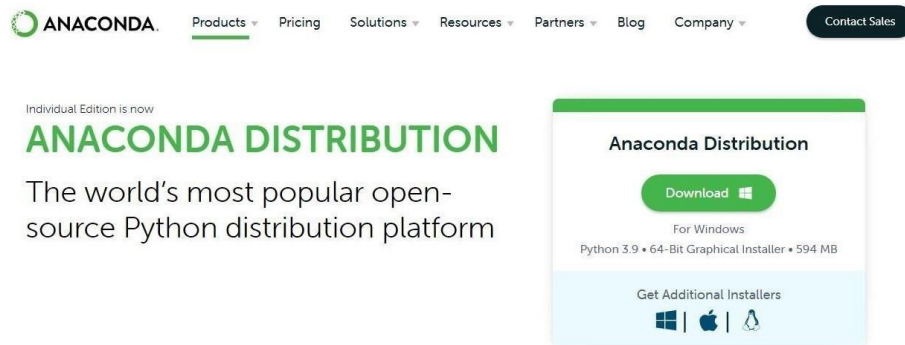 ANACONDA.
Products
Pricing
Solutions
Resources
Partners
Blog
Company
Contact Sales
Individual Edition is now
ANACONDA DISTRIBUTION
The world's most popular open-
source Python distribution platform
Anaconda Distribution
Download
For Windows
Python 3.9 • 64-Bit Graphical Installer • 594 MB
Get Additional Installers